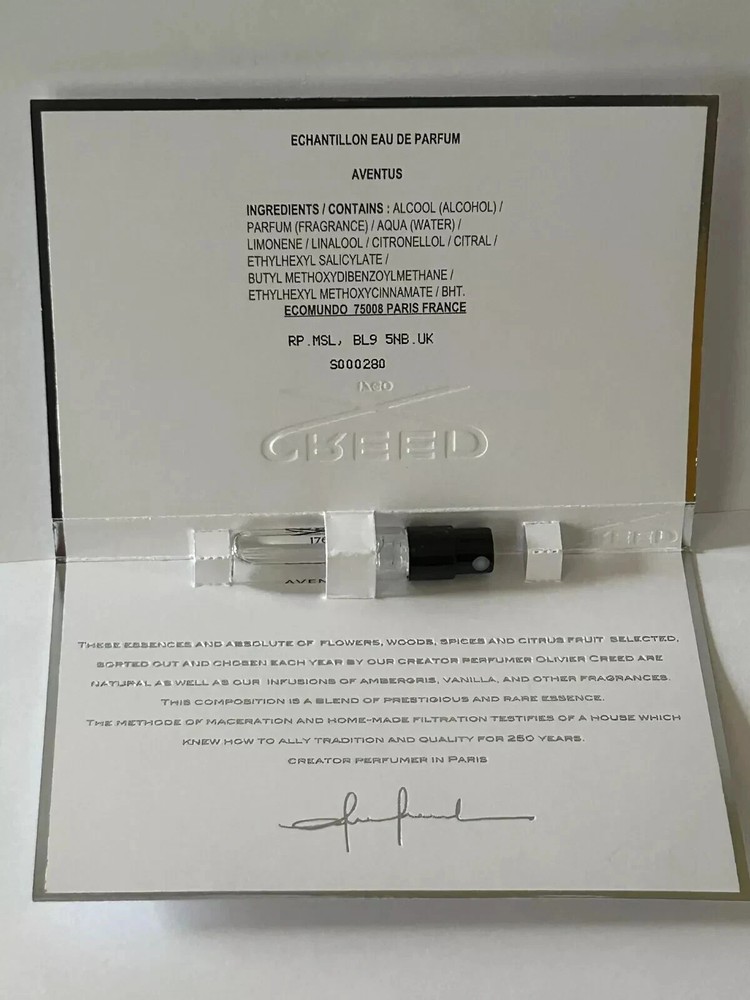 ECHANTILLON EAU DE PARFUM
AVENTUS
INGREDIENTS / CONTAINS : ALCOOL (ALCOHOL) /
PARFUM (FRAGRANCE) / AQUA (WATER) /
LIMONENE / LINALOOL / CITRONELLOL / CITRAL /
ETHYLHEXYL SALICYLATE /
BUTYL METHOXYDIBENZOYLMETHANE /
ETHYLHEXYL METHOXYCINNAMATE / BHT.
ECOMUNDO 75008 PARIS FRANCE
RP.MSL, BL9 5NB.UK
S000280
1760
CREED
176
AVEN
CREED
THESE ESSENCES AND ABSOLUTE OF FLOWERS, WOODS, SPICES AND CITRUS FRUIT SELECTED,
SORTED OUT AND CHOSEN EACH YEAR BY OUR CREATOR PERFUMER OLIVIER CREED ARE
NATURAL AS WELL AS OUR INFUSIONS OF AMBERGRIS, VANILLA, AND OTHER FRAGRANCES.
THIS COMPOSITION IS A BLEND OF PRESTIGIOUS AND RARE ESSENCE.
THE METHODE OF MACERATION AND HOME-MADE FILTRATION TESTIFIES OF A HOUSE WHICH
KNEW HOW TO ALLY TRADITION AND QUALITY FOR 250 YEARS.
CREATOR PERFUMER IN PARIS